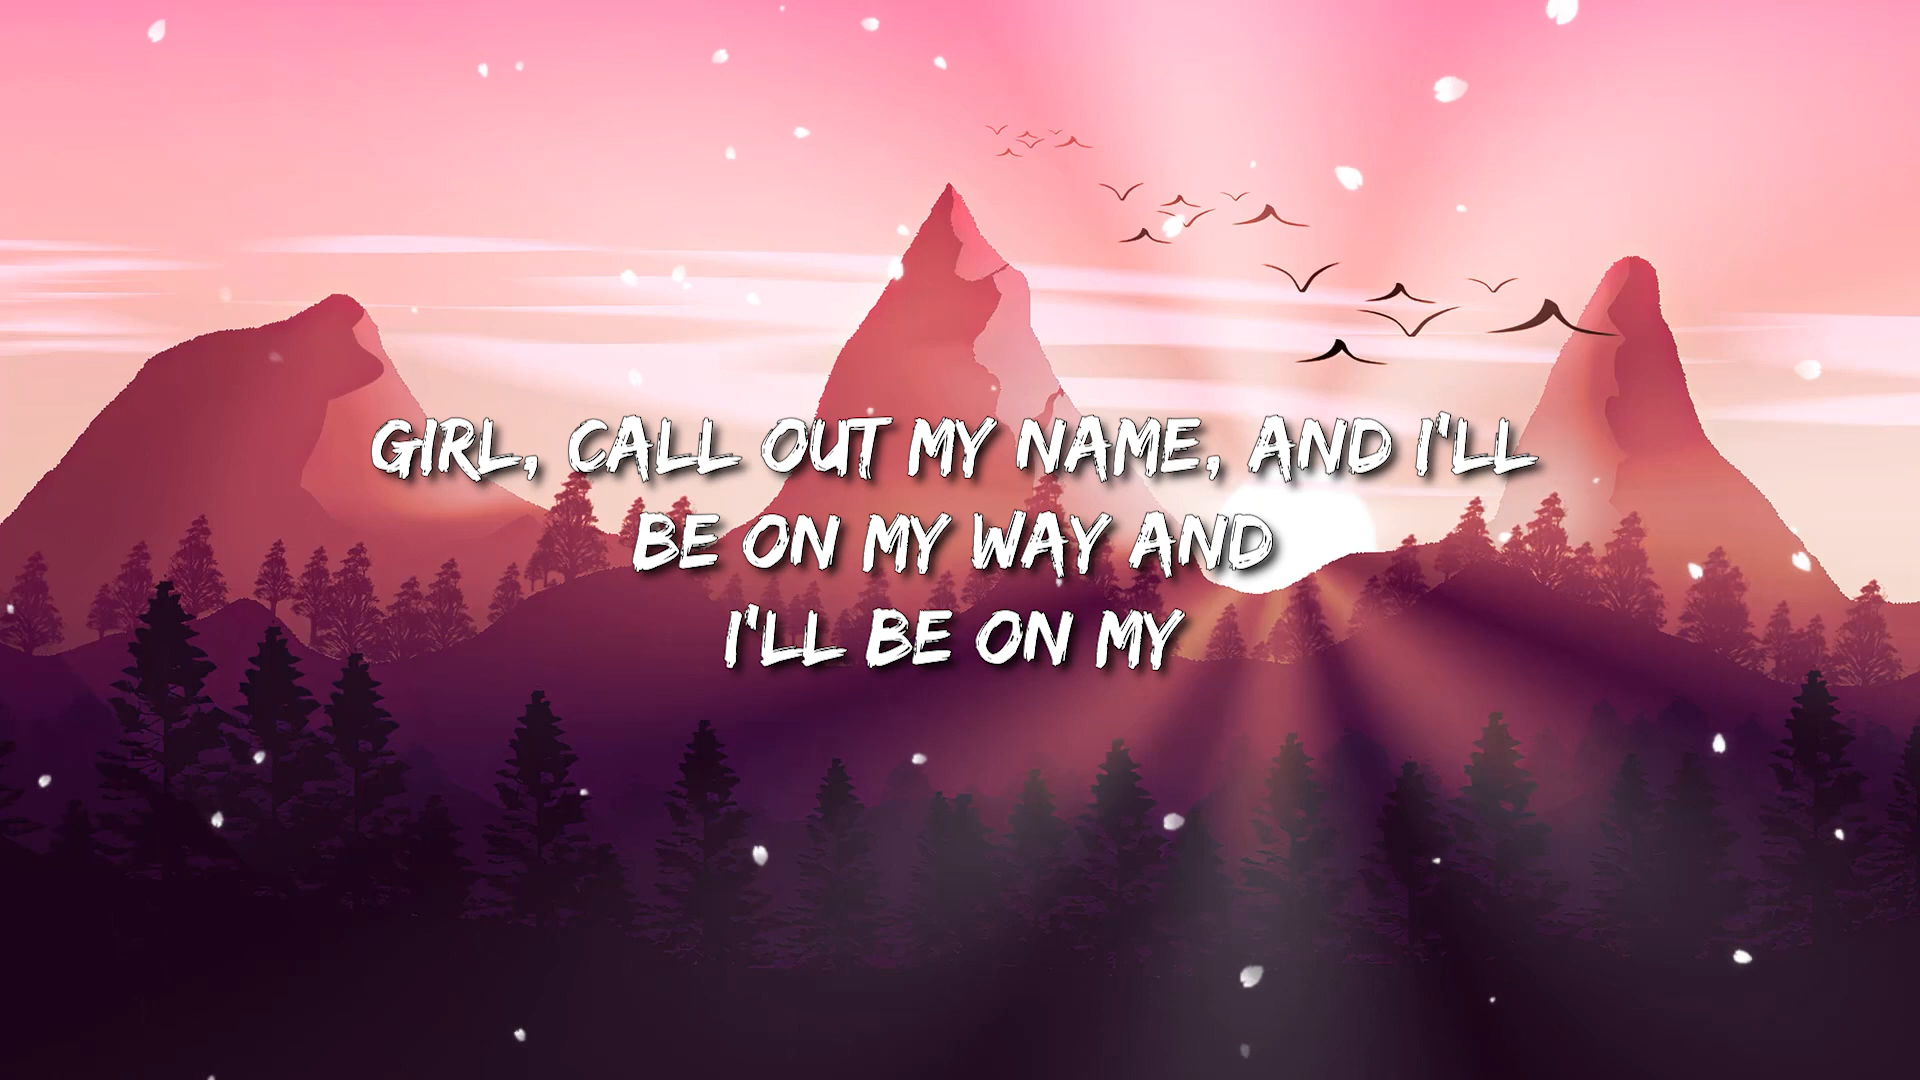 GIRL, CALL OUT MY NAME, AND I'LL
BE ON MY WAY AND
I'LL BE ON MY